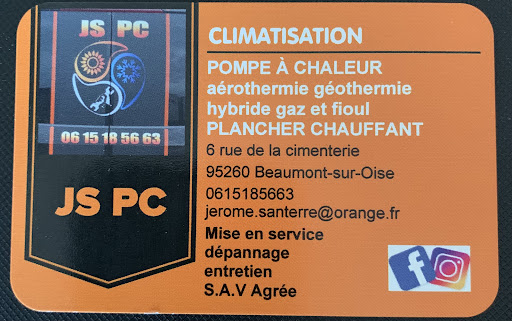 JS PC
06 15 18 56 63
JS PC
CLIMATISATION
POMPE À CHALEUR
aérothermie géothermie
hybride gaz et fioul
PLANCHER CHAUFFANT
6 rue de la cimenterie
95260 Beaumont-sur-Oise
0615185663
jerome.santerre@orange.fr
Mise en service
dépannage
entretien
S.A.V Agrée